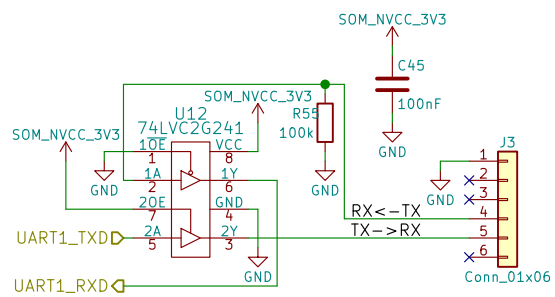 SOM_NVCC_3V3
C45
100nF
GND
SOM_NVCC_3V3
R55
100k
GND
U12
74LVC2G241
SOM_NVCC_3V3
1OE
1
VCC
8
GND
1A
2
1Y
6
2OE
7
GND
4
2A
5
2Y
3
GND
UART1_TXD
UART1_RXD
J3
1
2
3
4
5
6
GND
RX<-TX
TX->RX
Conn_01x06